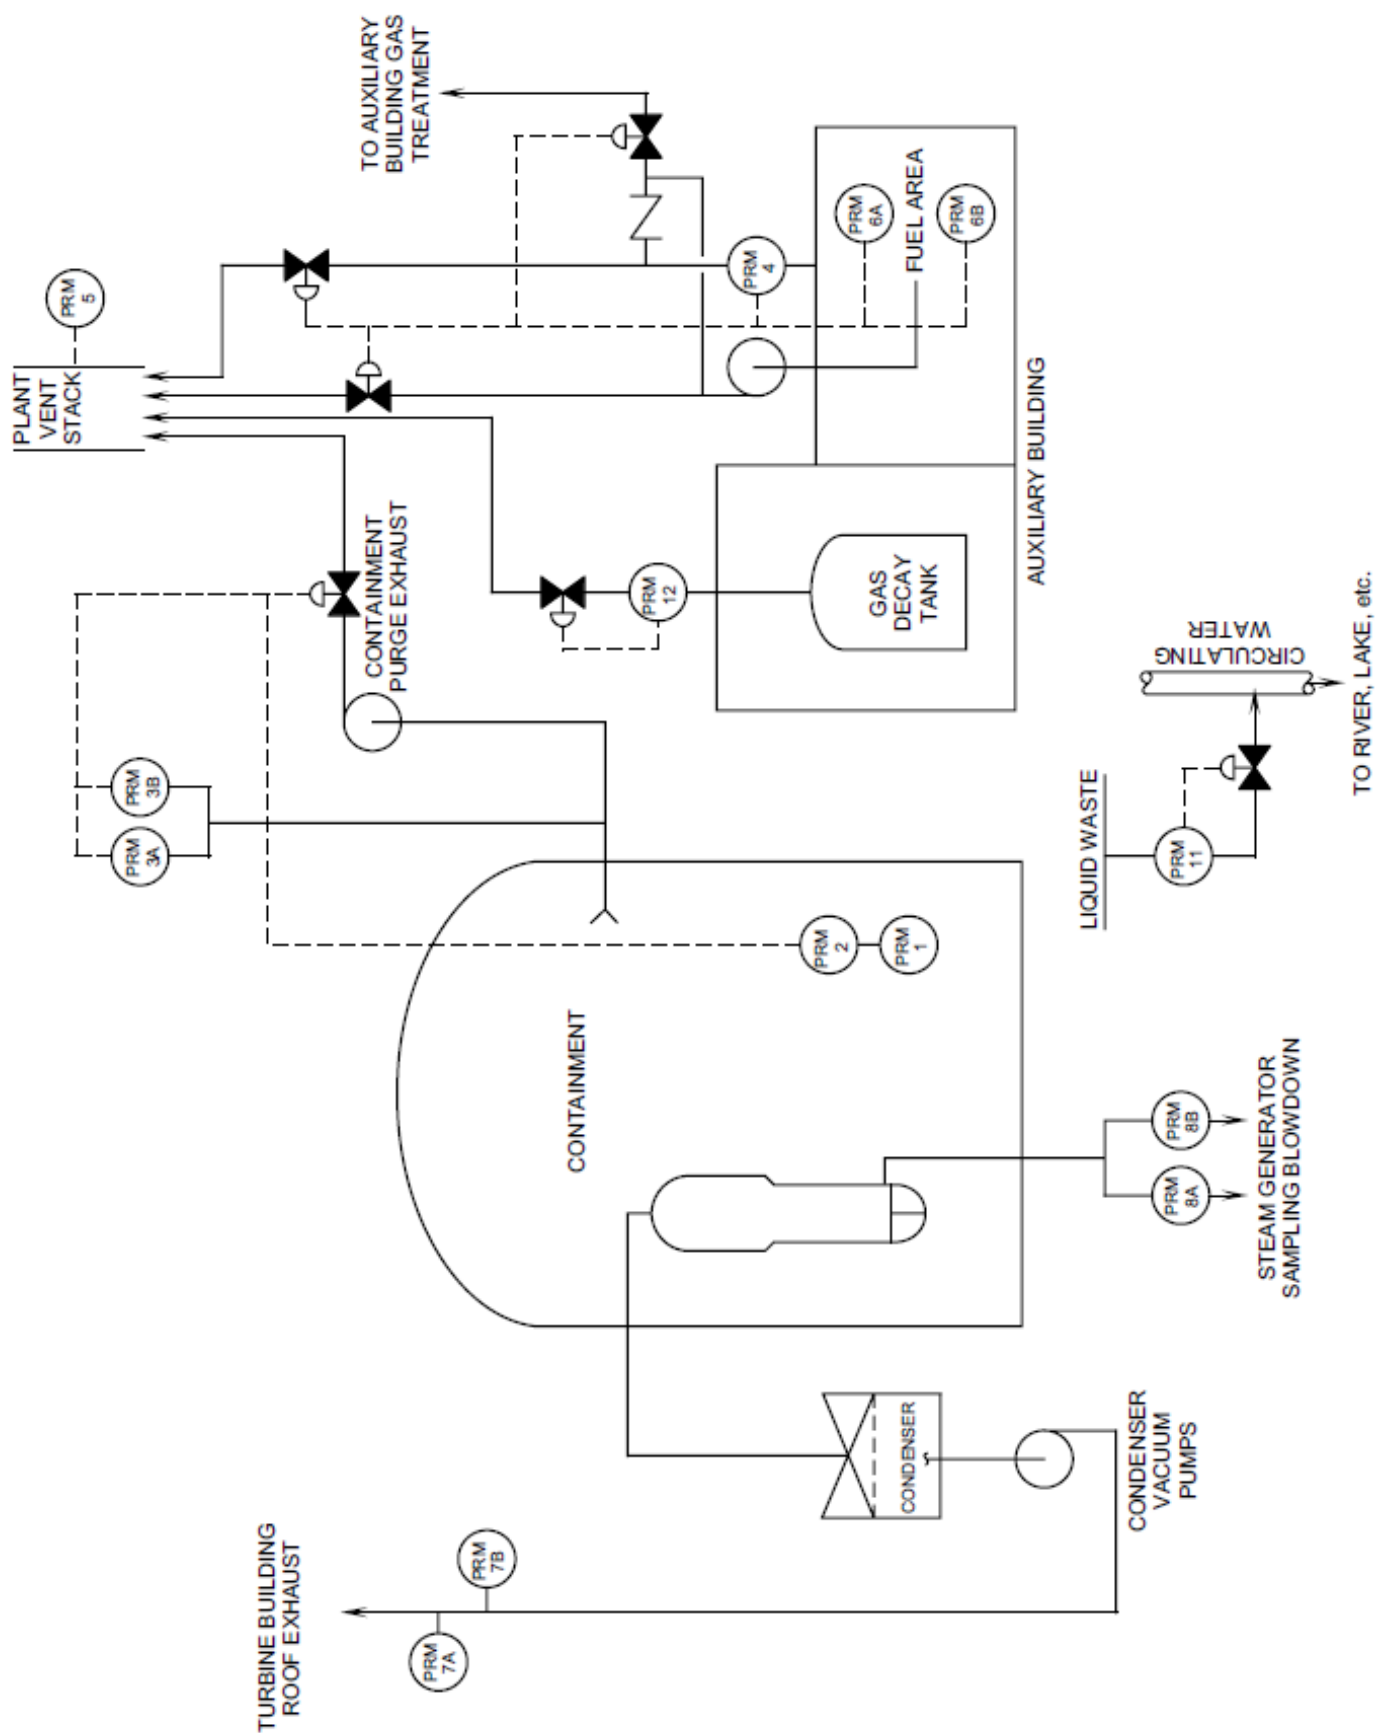 TURBINE BUILDING
ROOF EXHAUST
PRM
7A
PRM
7B
CONDENSER
CONDENSER
VACUUM
PUMPS
CONTAINMENT
PRM
8A
PRM
8B
STEAM GENERATOR
SAMPLING BLOWDOWN
PRM
2
PRM
1
PRM
3A
PRM
3B
CONTAINMENT
PURGE EXHAUST
PLANT
VENT
STACK
PRM
5
TO AUXILIARY
BUILDING GAS
TREATMENT
PRM
12
GAS
DECAY
TANK
PRM
4
PRM
6A
PRM
6B
FUEL AREA
AUXILIARY BUILDING
LIQUID WASTE
PRM
11
CIRCULATING
WATER
TO RIVER, LAKE, etc.